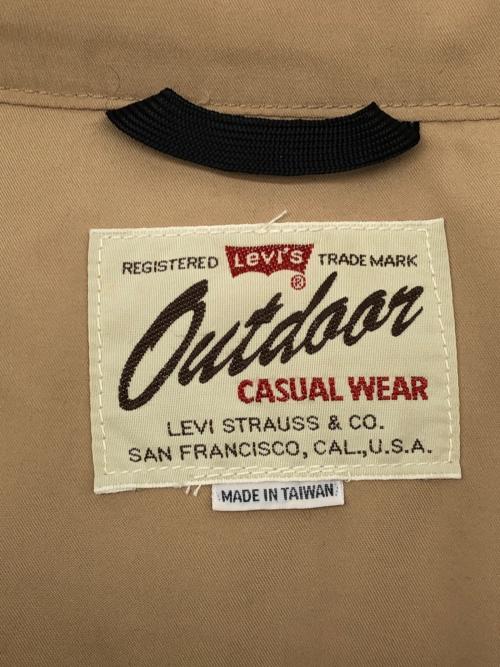 REGISTERED Levi's® TRADE MARK
Outdoor
CASUAL WEAR
LEVI STRAUSS & CO.
SAN FRANCISCO, CAL.,U.S.A.
MADE IN TAIWAN